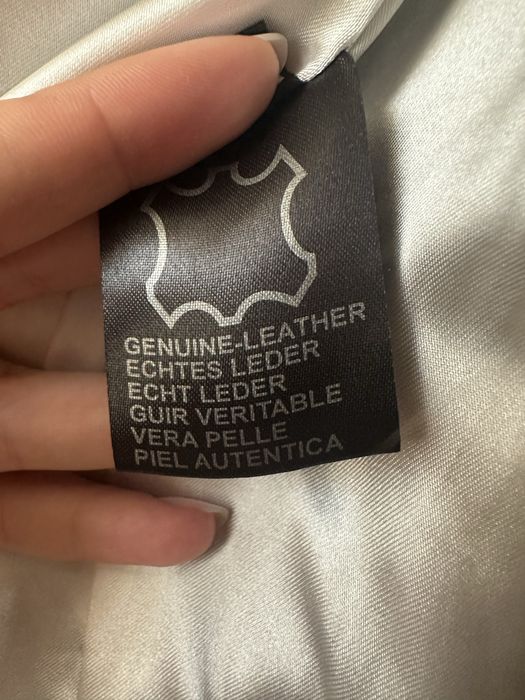 GENUINE-LEATHER
ECHTES LEDER
ECHT LEDER
GUIR VERITABLE
VERA PELLE
PIEL AUTENTICA